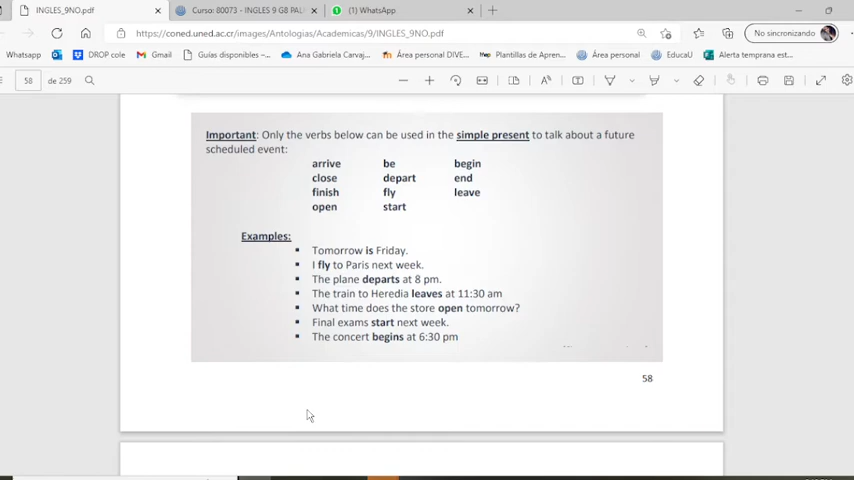 INGLES_9NO.pdf
Curso: 80073 - INGLES 9 G8 PAL
(1) WhatsApp
https://coned.uned.ac.cr/images/Antologias/Academicas/9/INGLES_9NO.pdf
No sincronizando
Whatsapp
DROP cole
Gmail
Guías disponibles –...
Ana Gabriela Carvaj...
Área personal DIVE...
Plantillas de Aprend...
Área personal
EducaU
Alerta temprana est...
58
de 259
Important: Only the verbs below can be used in the simple present to talk about a future
scheduled event:
arrive be begin
close depart end
finish fly leave
open start
Examples:
Tomorrow is Friday.
I fly to Paris next week.
The plane departs at 8 pm.
The train to Heredia leaves at 11:30 am
What time does the store open tomorrow?
Final exams start next week.
The concert begins at 6:30 pm
58